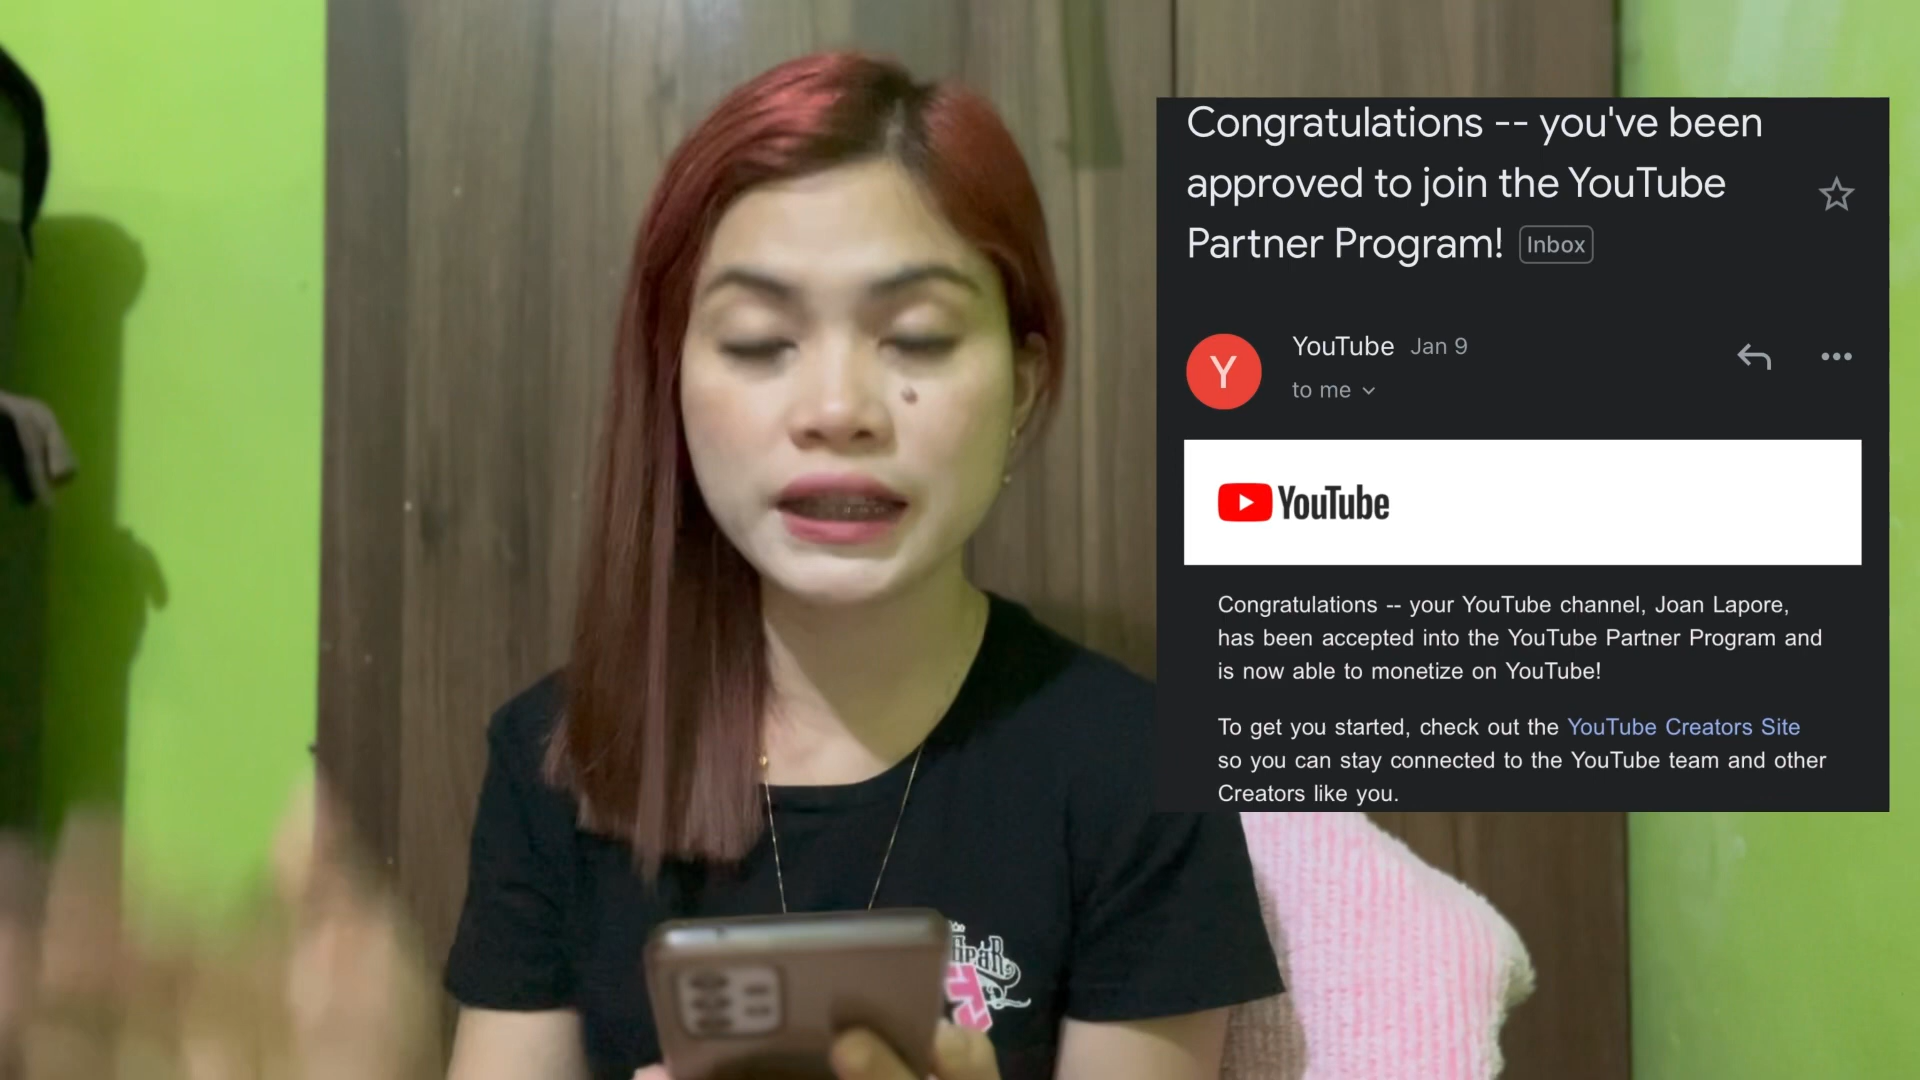 Congratulations -- you've been
approved to join the YouTube
Partner Program! Inbox
Y
YouTube Jan 9
to me
YouTube
Congratulations -- your YouTube channel, Joan Lapore,
has been accepted into the YouTube Partner Program and
is now able to monetize on YouTube!
To get you started, check out the YouTube Creators Site
so you can stay connected to the YouTube team and other
Creators like you.